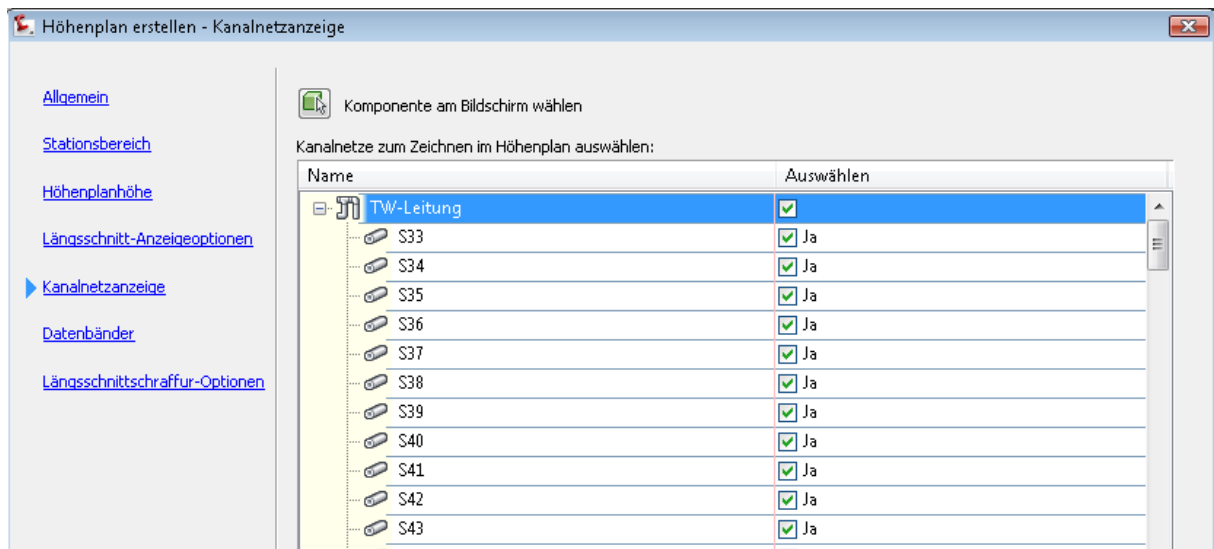 Höhenplan erstellen - Kanalnetzanzeige
Allgemein
Stationsbereich
Höhenplanhöhe
Längsschnitt-Anzeigeoptionen
Kanalnetzanzeige
Datenbänder
Längsschnittschraffur-Optionen
Komponente am Bildschirm wählen
Kanalnetze zum Zeichnen im Höhenplan auswählen:
Name Auswählen
TW-Leitung
S33 Ja
S34 Ja
S35 Ja
S36 Ja
S37 Ja
S38 Ja
S39 Ja
S40 Ja
S41 Ja
S42 Ja
S43 Ja